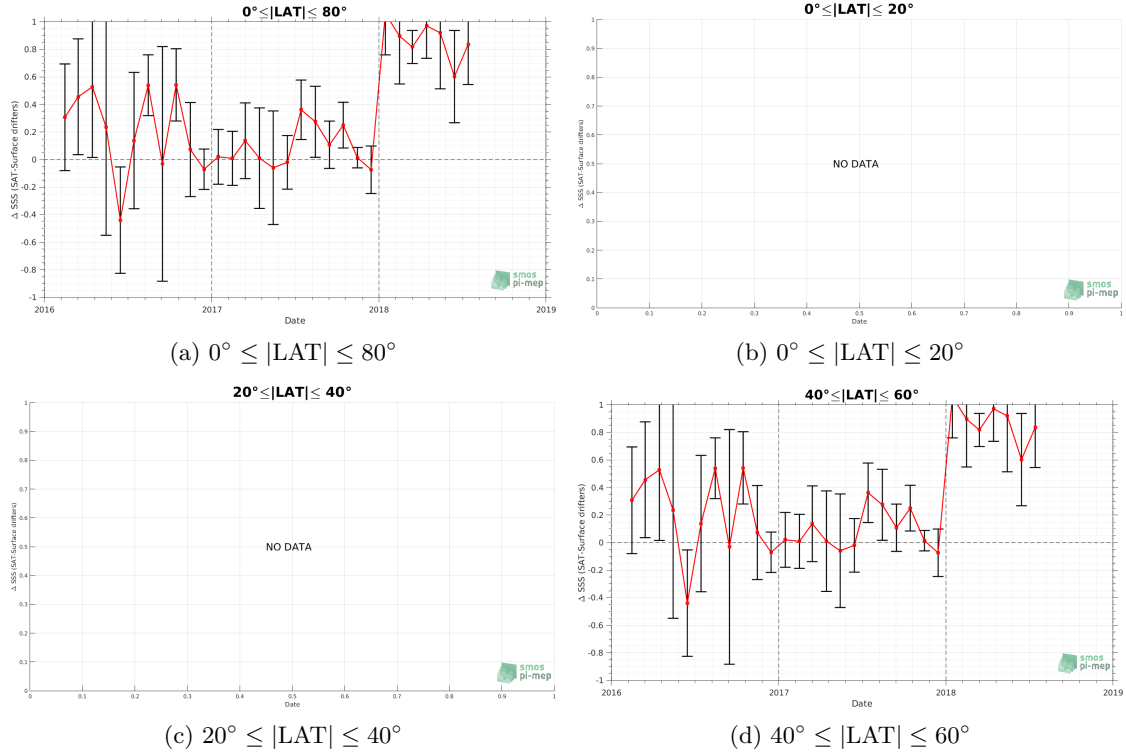 0°≤|LAT|≤ 80°
1
0.8
0.6
0.4
0.2
0
-0.2
-0.4
-0.6
-0.8
-1
Δ SSS (SAT-Surface drifters)
2016
2017
2018
2019
Date
smos
pi-mep
(a) 0° ≤ |LAT| ≤ 80°
0°≤|LAT|≤ 20°
1
0.9
0.8
0.7
0.6
0.5
0.4
0.3
0.2
0.1
0
Δ SSS (SAT-Surface drifters)
NO DATA
0
0.1
0.2
0.3
0.4
0.5
0.6
0.7
0.8
0.9
1
Date
smos
pi-mep
(b) 0° ≤ |LAT| ≤ 20°
20°≤|LAT|≤ 40°
1
0.9
0.8
0.7
0.6
0.5
0.4
0.3
0.2
0.1
0
Δ SSS (SAT-Surface drifters)
NO DATA
0
0.1
0.2
0.3
0.4
0.5
0.6
0.7
0.8
0.9
1
Date
smos
pi-mep
(c) 20° ≤ |LAT| ≤ 40°
40°≤|LAT|≤ 60°
1
0.8
0.6
0.4
0.2
0
-0.2
-0.4
-0.6
-0.8
-1
Δ SSS (SAT-Surface drifters)
2016
2017
2018
2019
Date
smos
pi-mep
(d) 40° ≤ |LAT| ≤ 60°